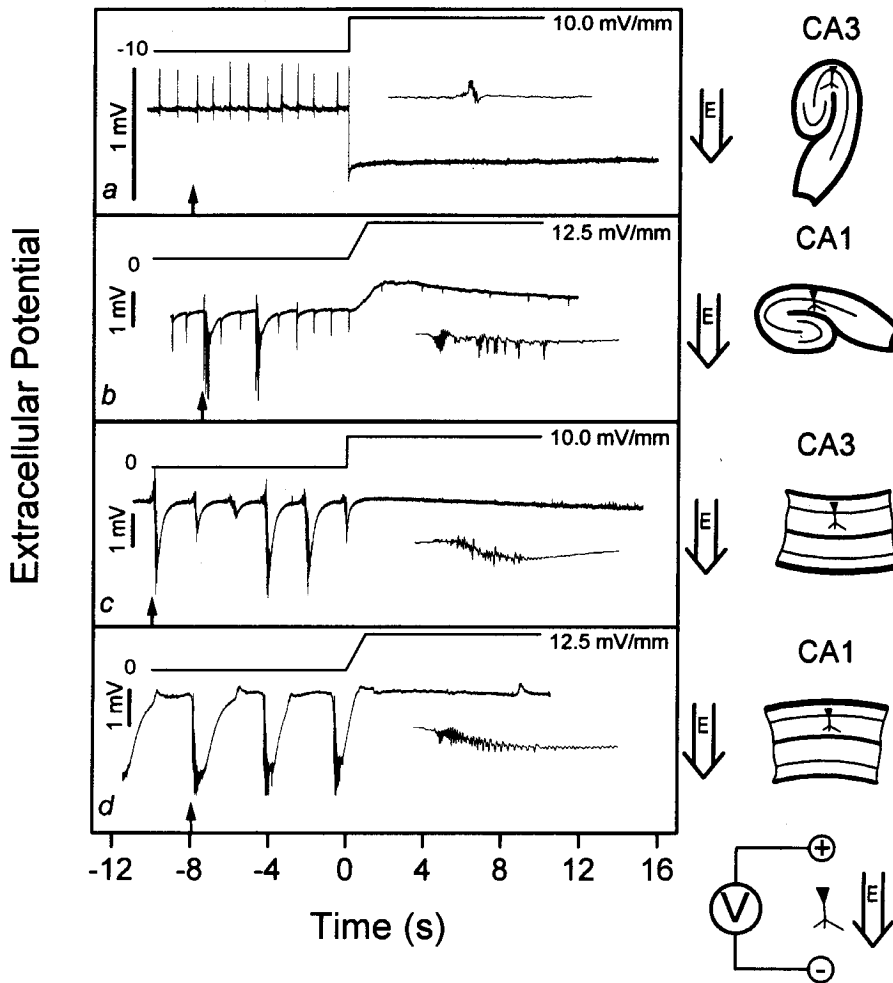 Extracellular Potential
-10
10.0 mV/mm
1 mV
a
E
CA3
0
12.5 mV/mm
1 mV
b
E
CA1
0
10.0 mV/mm
1 mV
c
E
CA3
0
12.5 mV/mm
1 mV
d
E
CA1
-12 -8 -4 0 4 8 12 16
Time (s)
+
V
E
-